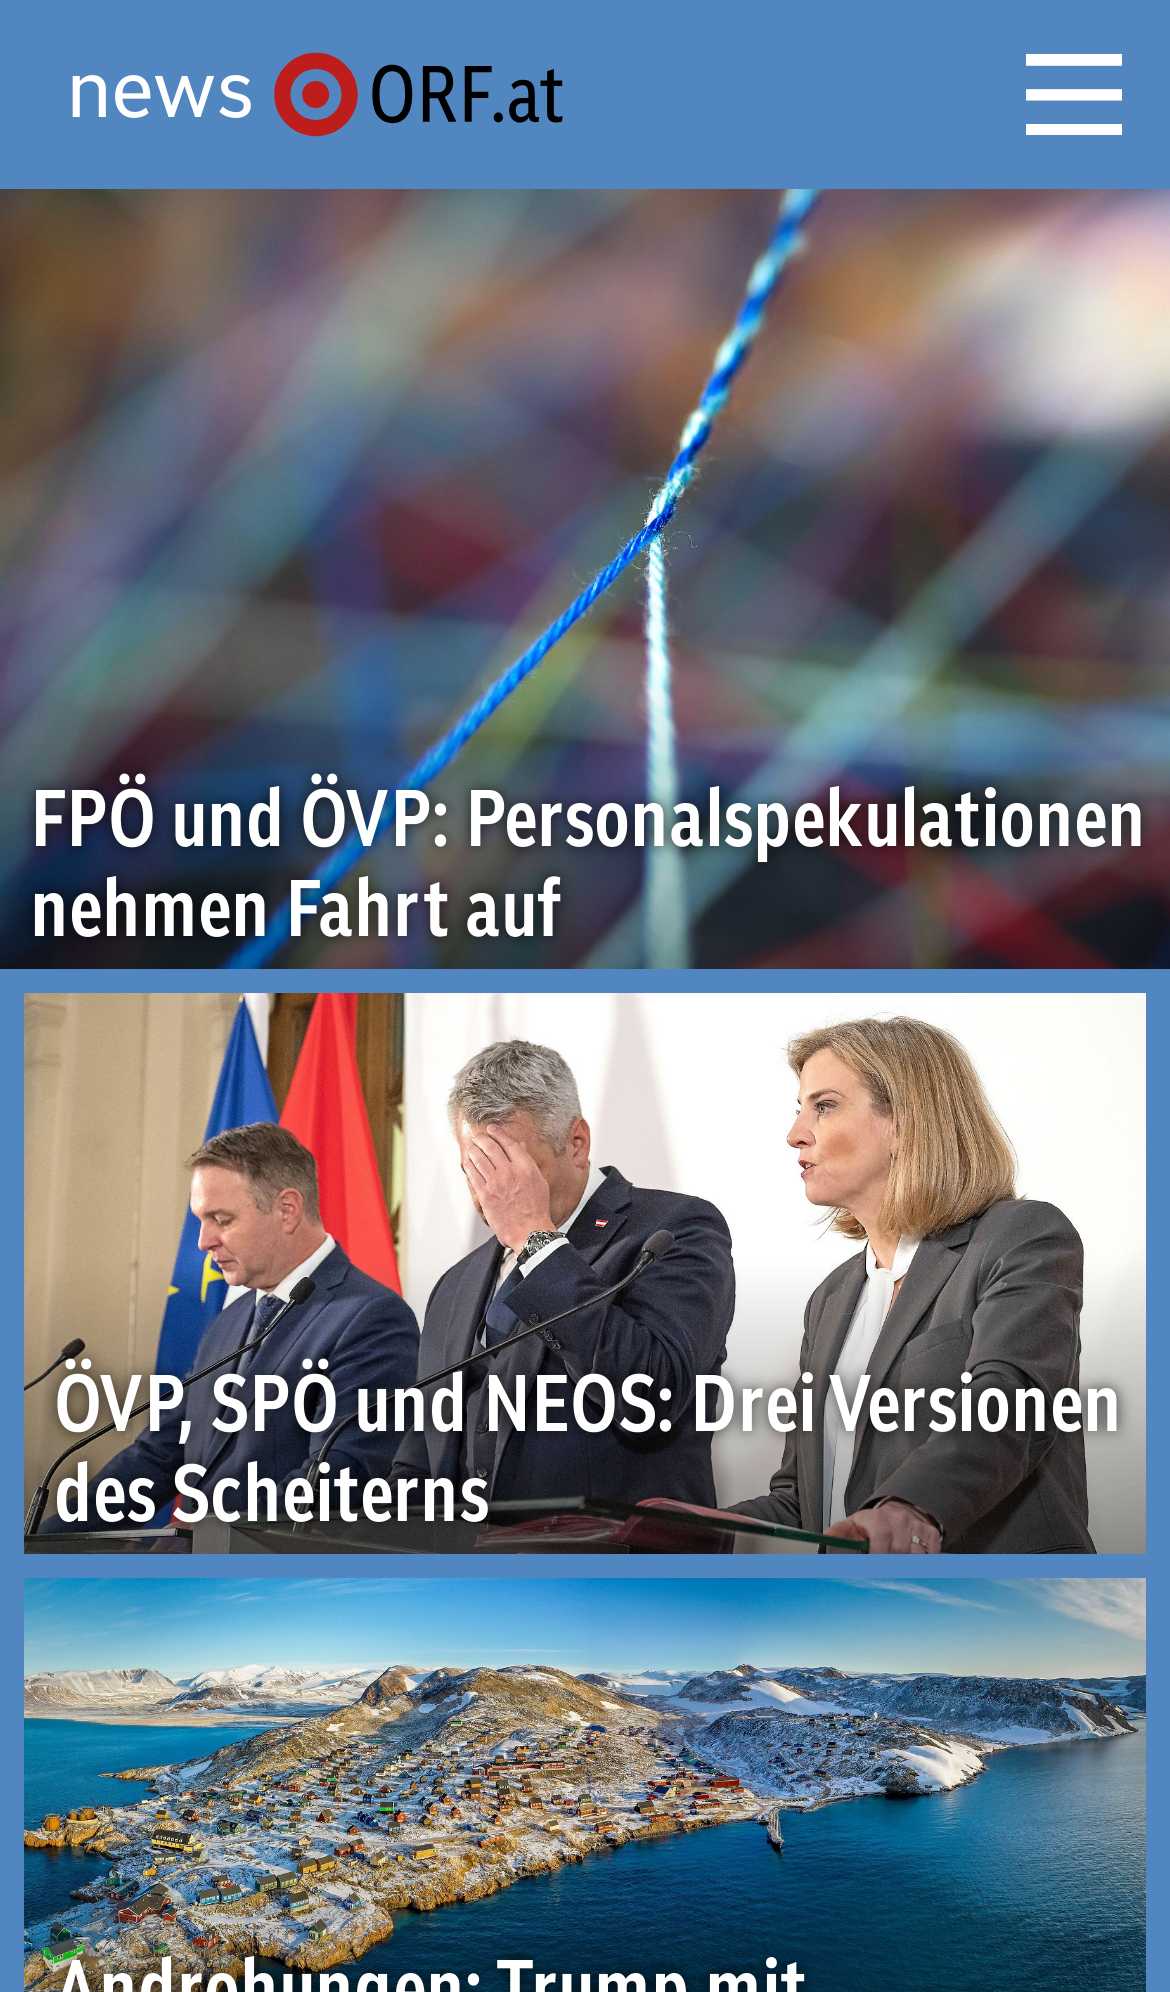 news ORF.at
FPÖ und ÖVP: Personalspekulationen
nehmen Fahrt auf
ÖVP, SPÖ und NEOS: Drei Versionen
des Scheiterns
Androhungen: Trump mit